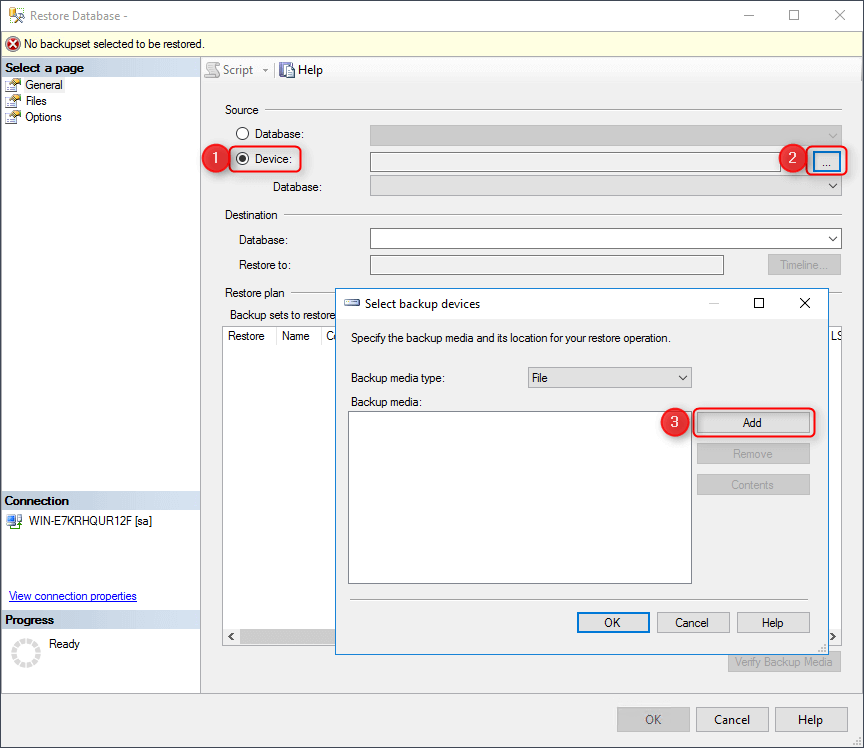 Restore Database -
No backupset selected to be restored.
Select a page
General
Files
Options
Script
Help
Source
Database:
1
Device:
2
...
Database:
Destination
Database:
Restore to:
Timeline...
Restore plan
Backup sets to restore
Restore Name
LS
Select backup devices
Specify the backup media and its location for your restore operation.
Backup media type:
File
Backup media:
3
Add
Remove
Contents
OK
Cancel
Help
Connection
WIN-E7KRHQUR12F [sa]
View connection properties
Progress
Ready
Verify Backup Media
OK
Cancel
Help